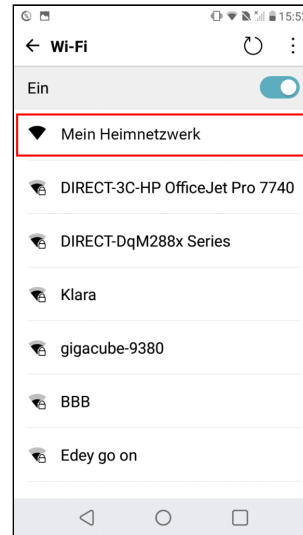 15:52
Wi-Fi
Ein
Mein Heimnetzwerk
DIRECT-3C-HP OfficeJet Pro 7740
DIRECT-DqM288x Series
Klara
gigacube-9380
BBB
Edey go on